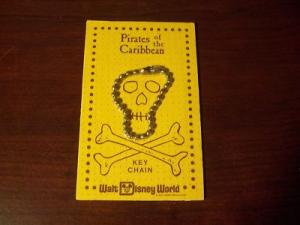 Pirates of the
Caribbean
KEY
CHAIN
Walt Disney World